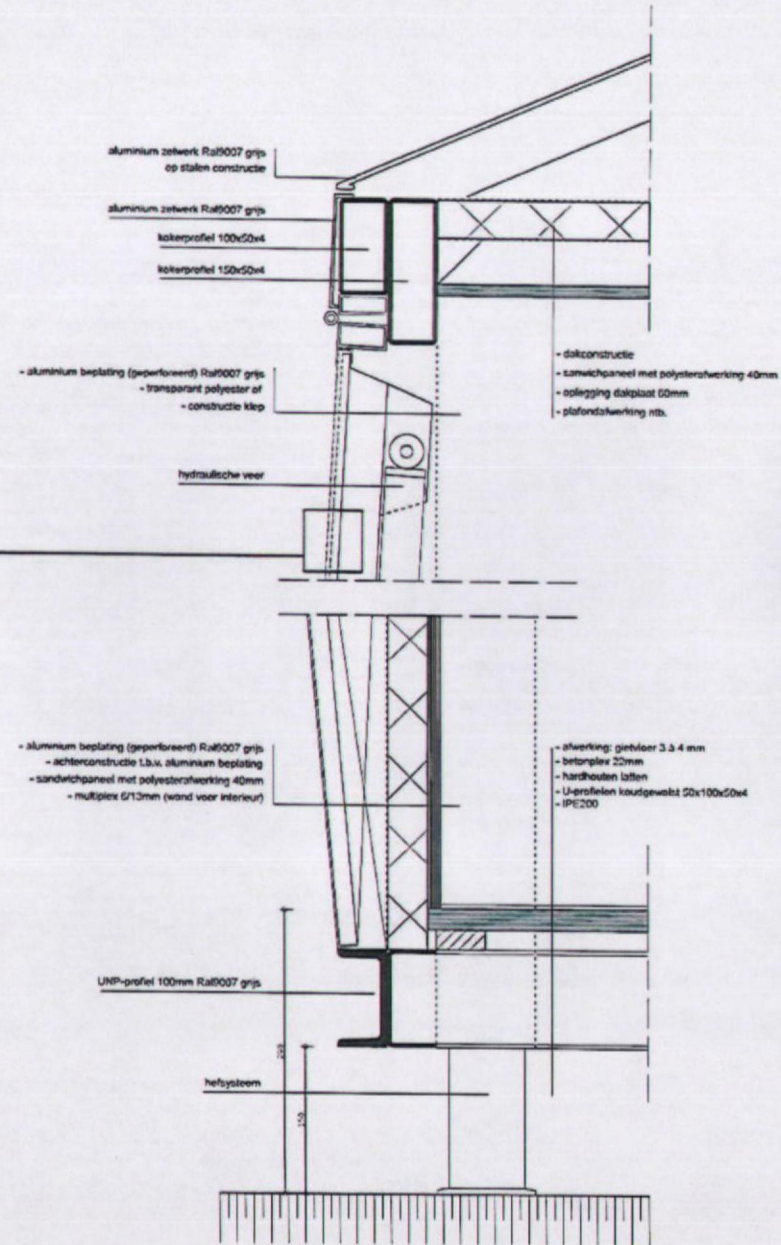 aluminium zetwerk Ral9007 grijs
op stalen constructie
aluminium zetwerk Ral9007 grijs
kokerprofiel 100x50x4
kokerprofiel 150x50x4
- dakconstructie
- sanwichpaneel met polysterafwerking 40mm
- oplegging dakplaat 60mm
- plafondafwerking ntb.
- aluminium beplating (geperforeerd) Ral9007 grijs
- transparant polyester of
- constructie klep
hydraulische veer
- aluminium beplating (geperforeerd) Ral9007 grijs
- achterconstructie t.b.v. aluminium beplating
- sandwichpaneel met polyesterafwerking 40mm
- multiplex 6/13mm (wand voor interieur)
- afwerking: gietvloer 3 à 4 mm
- betonplex 22mm
- hardhouten latten
- U-profielen koudgewalst 50x100x50x4
- IPE200
UNP-profiel 100mm Ral9007 grijs
hefsysteem
150